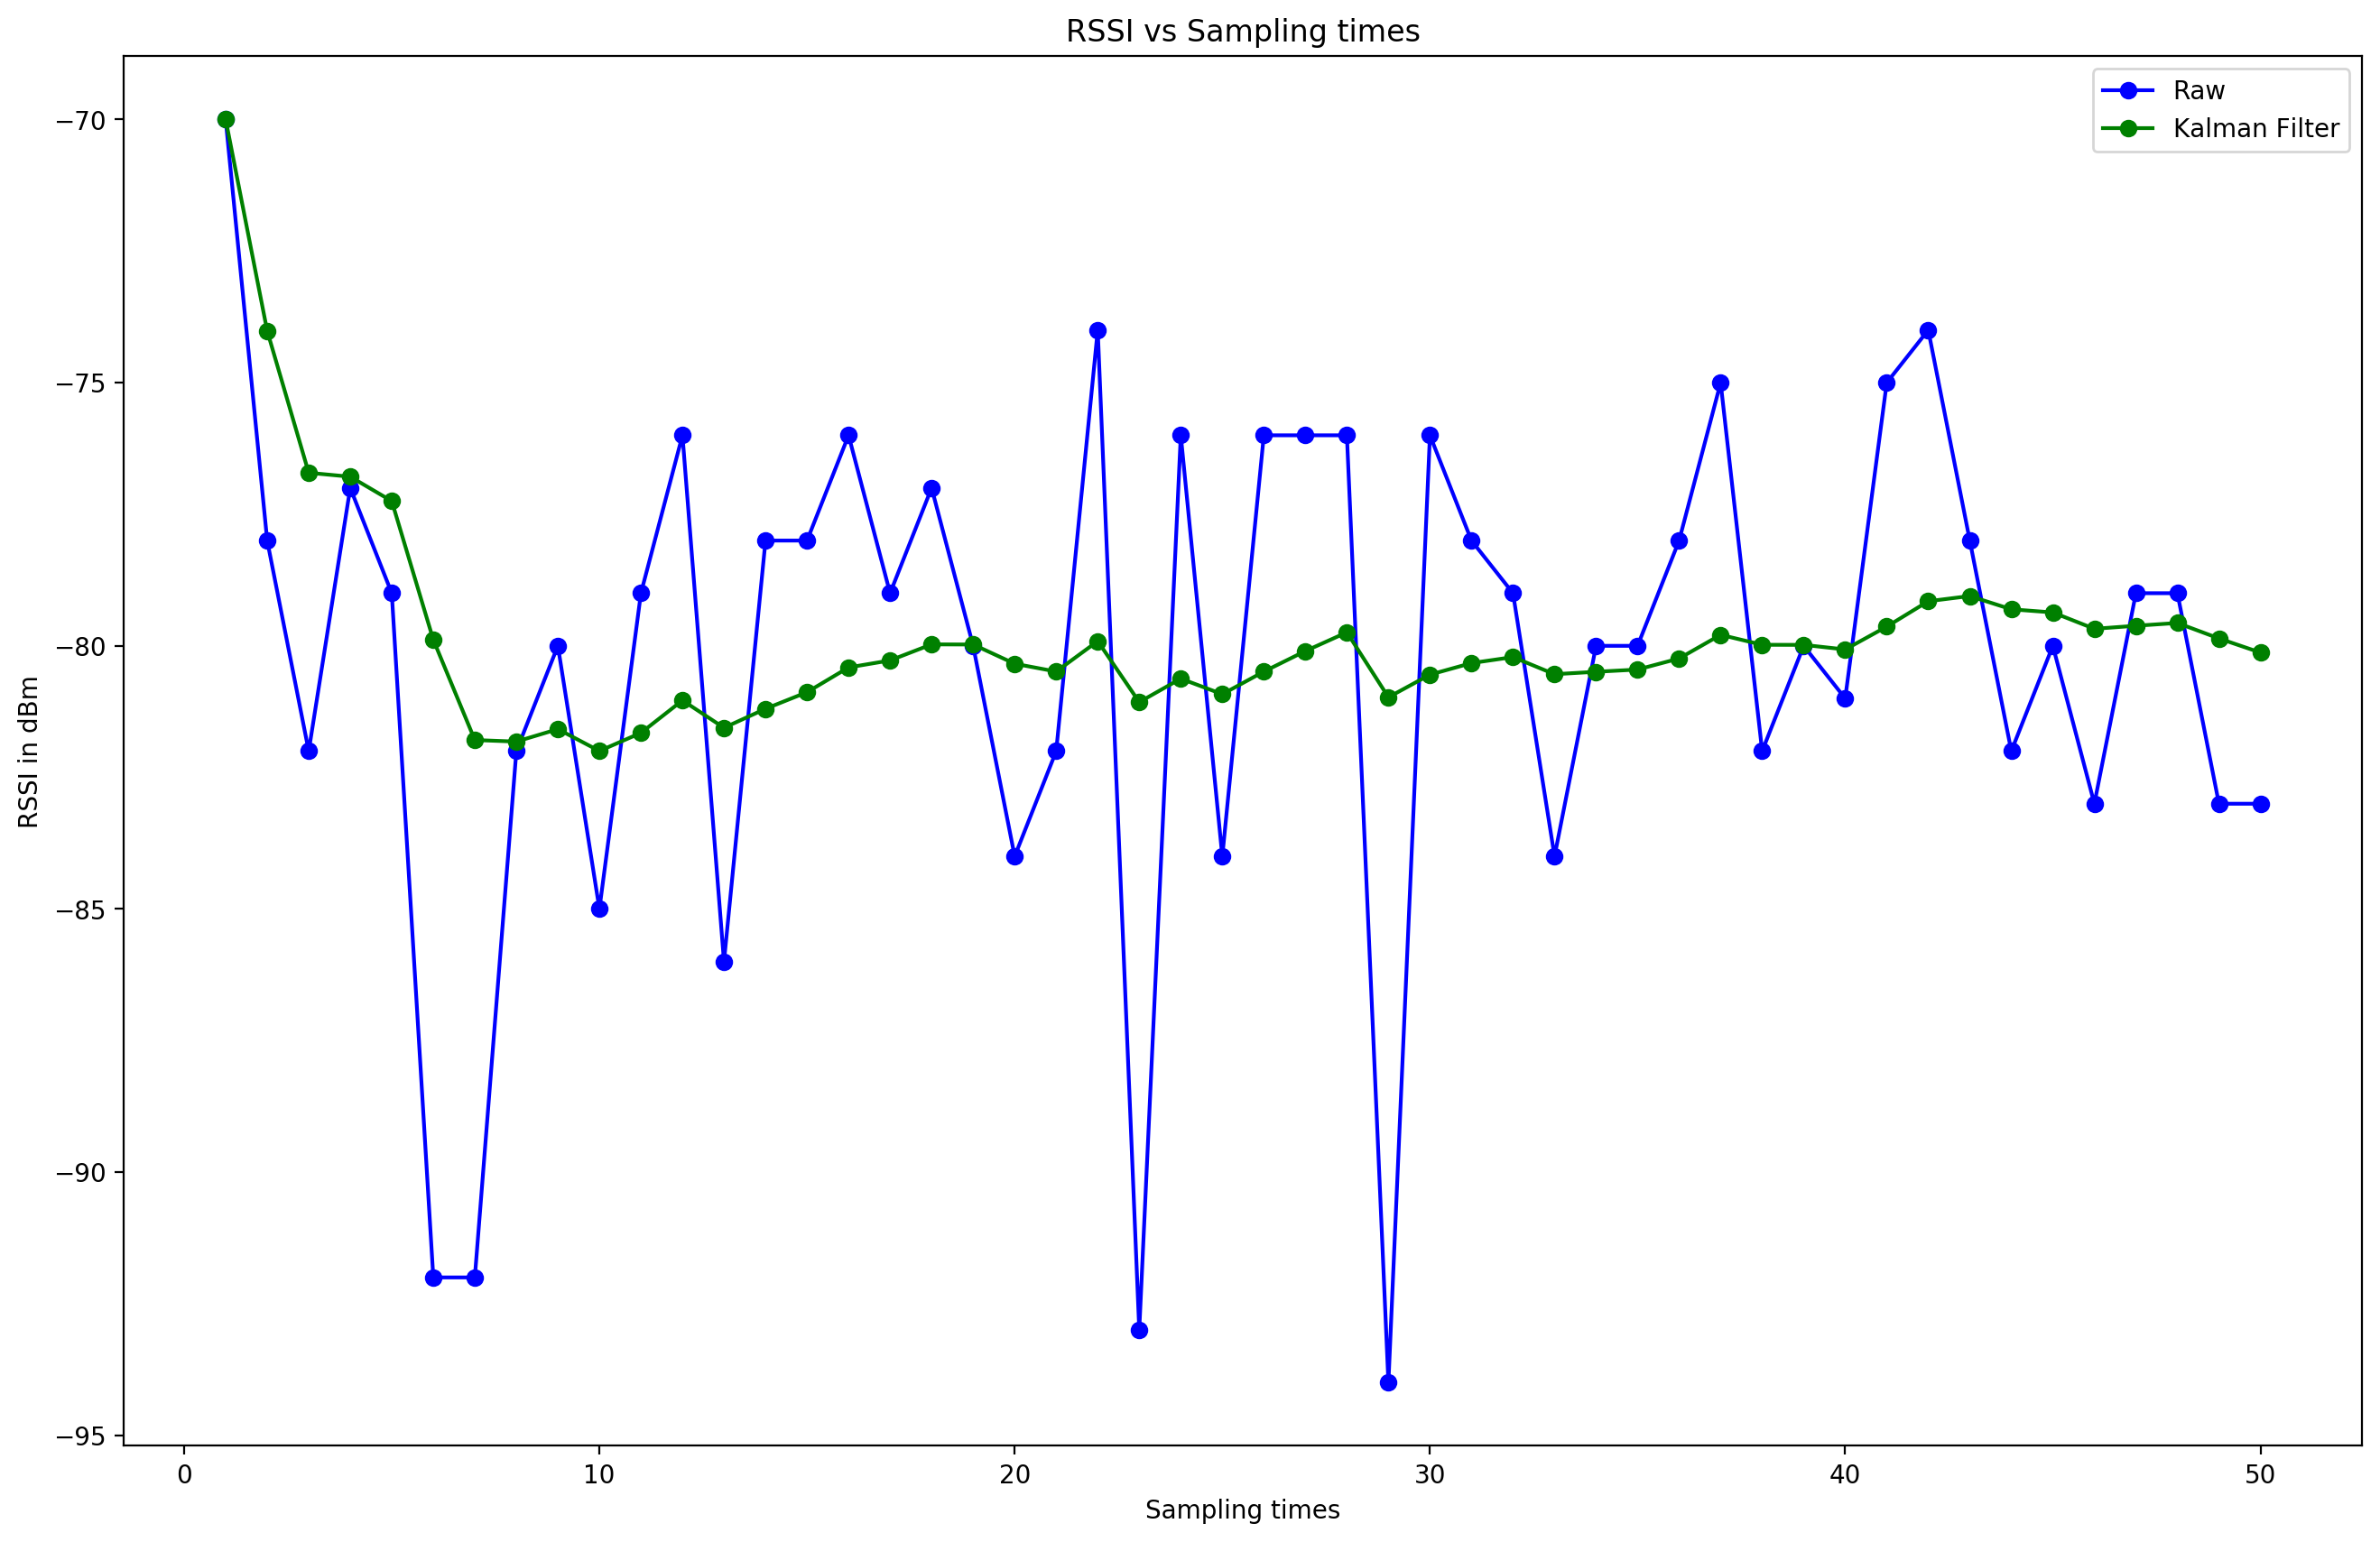 RSSI vs Sampling times
Raw
Kalman Filter
−70
−75
−80
−85
−90
−95
RSSI in dBm
0 10 20 30 40 50
Sampling times